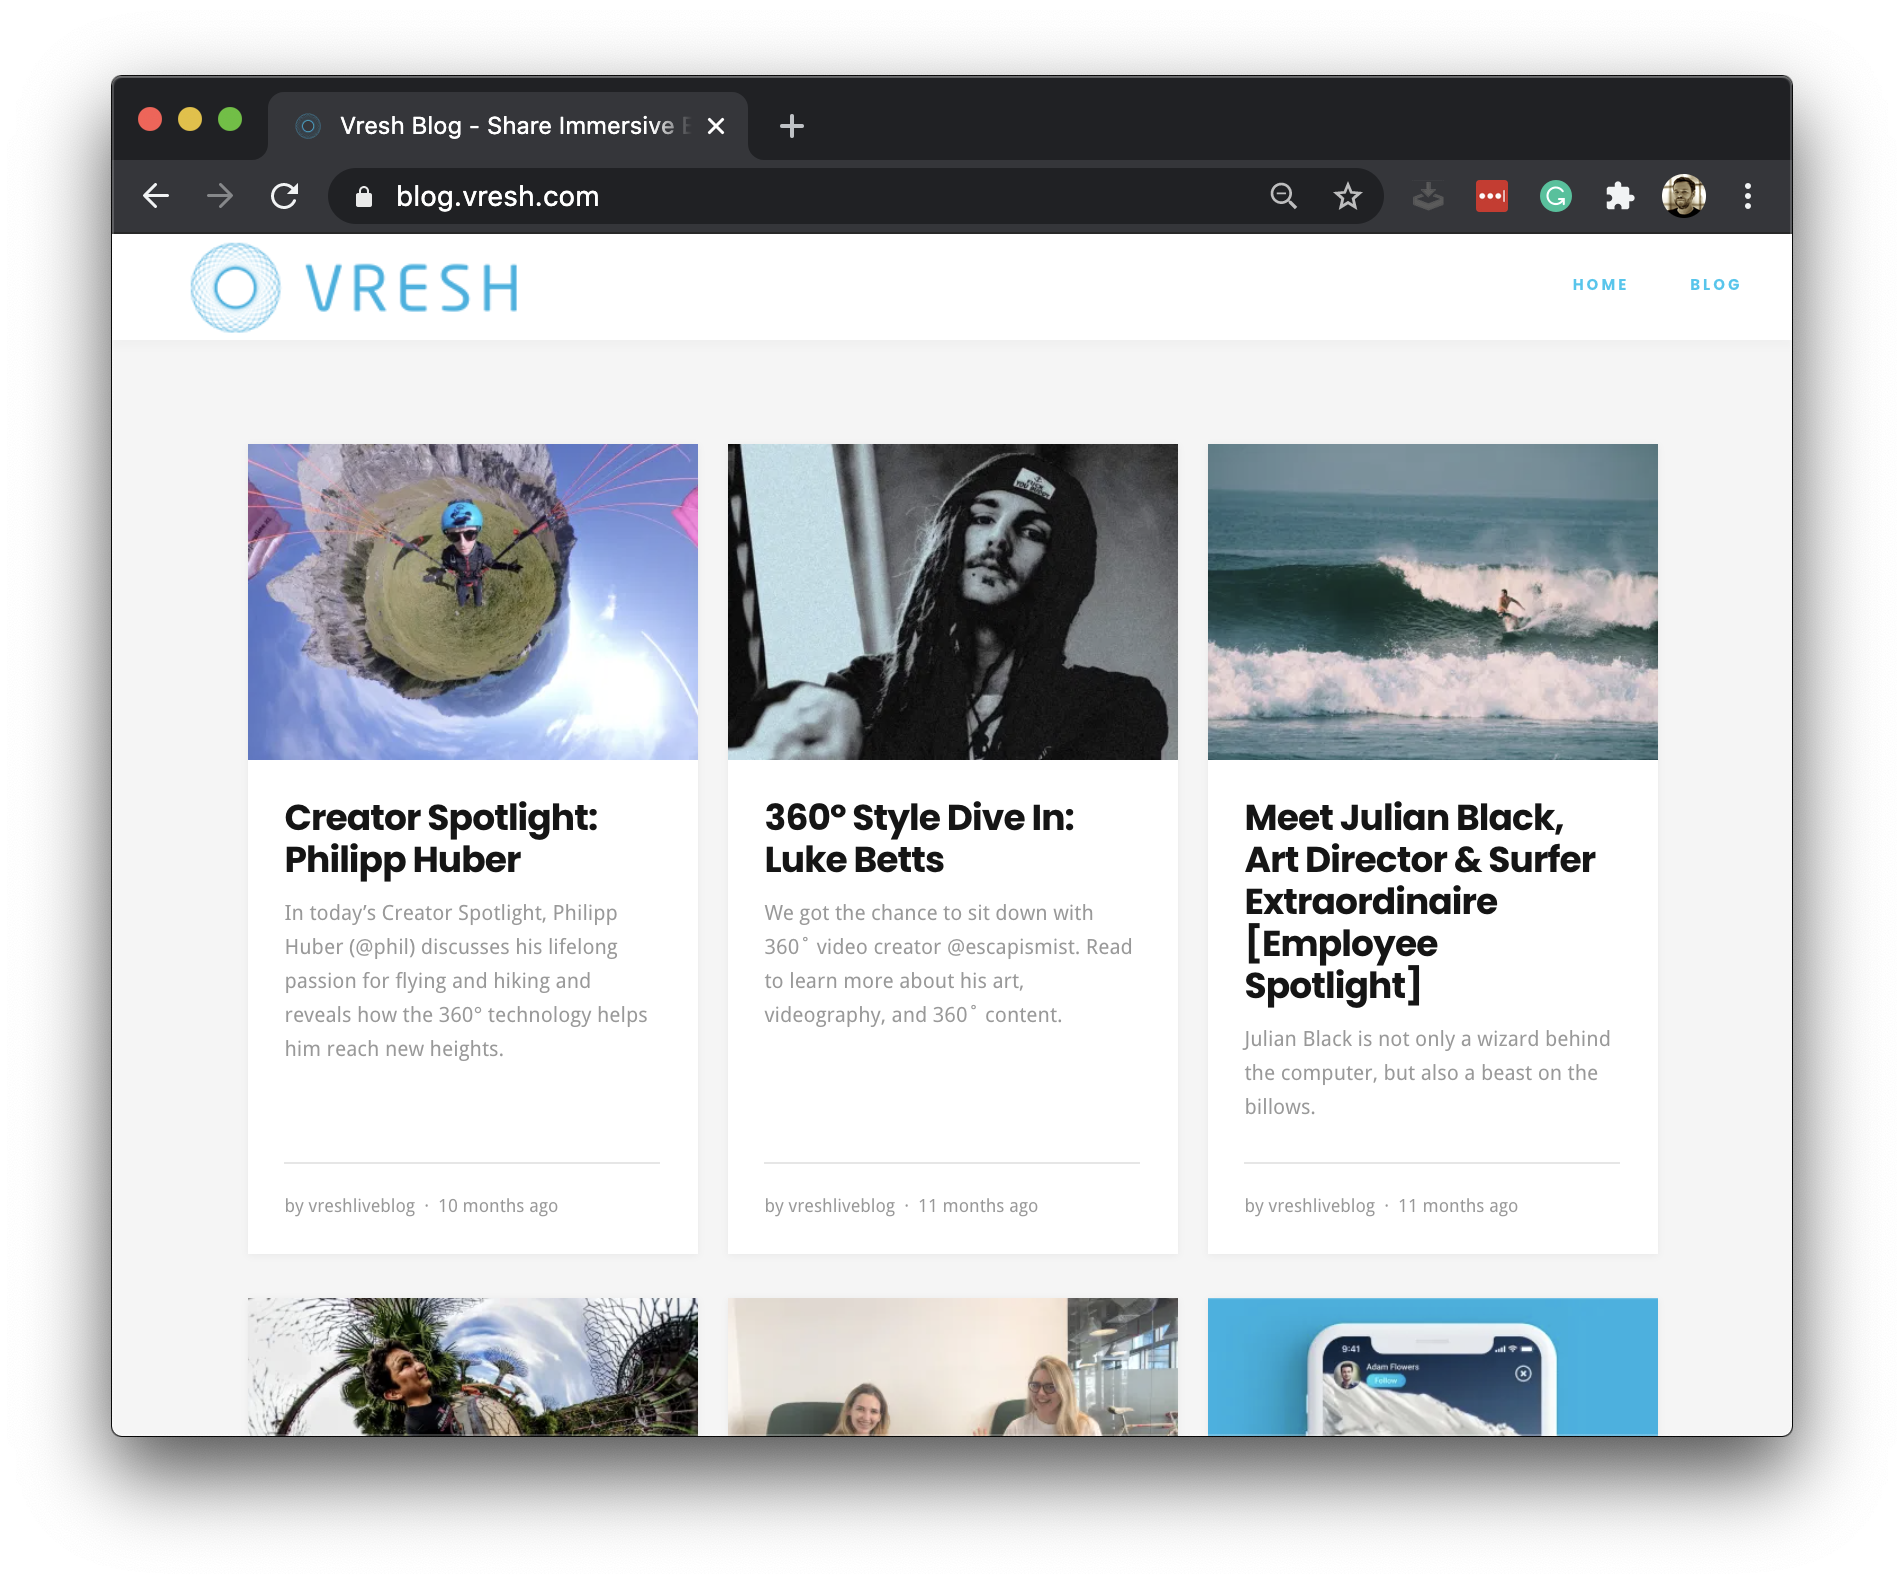 Vresh Blog - Share Immersive
blog.vresh.com
VRESH
HOME
BLOG
Creator Spotlight:
Philipp Huber
In today’s Creator Spotlight, Philipp
Huber (@phil) discusses his lifelong
passion for flying and hiking and
reveals how the 360° technology helps
him reach new heights.
by vreshliveblog · 10 months ago
FUCK
YOU BUDDY
360° Style Dive In:
Luke Betts
We got the chance to sit down with
360˚ video creator @escapismist. Read
to learn more about his art,
videography, and 360˚ content.
by vreshliveblog · 11 months ago
Meet Julian Black,
Art Director & Surfer
Extraordinaire
[Employee
Spotlight]
Julian Black is not only a wizard behind
the computer, but also a beast on the
billows.
by vreshliveblog · 11 months ago
9:41
Adam Flowers
Follow